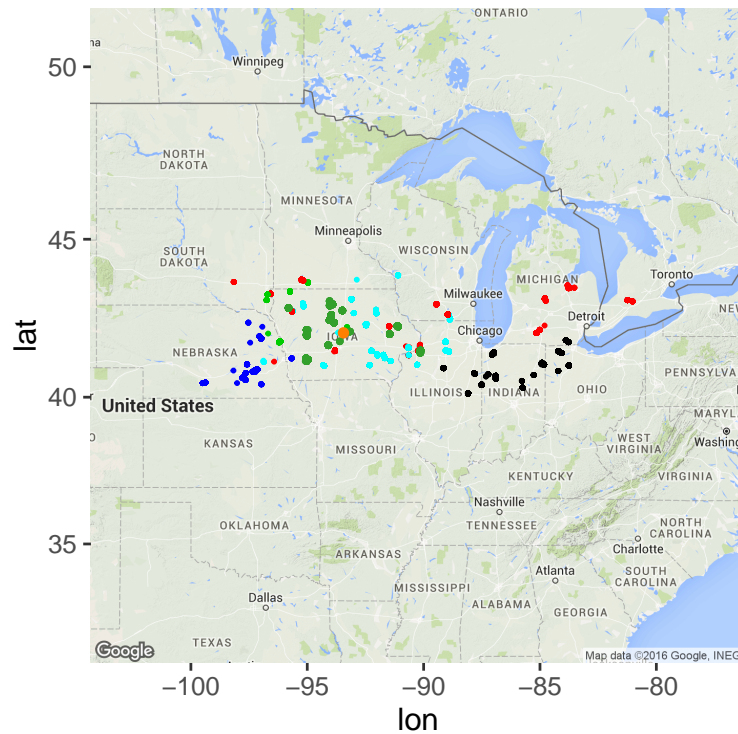 ONTARIO
na
Winnipeg
50
NORTH
DAKOTA
MINNESOTA
Minneapolis
45
WISCONSIN
SOUTH
DAKOTA
MICHIGAN
Toronto
Milwaukee
Detroit
NEW
Chicago
IOWA
NEBRASKA
PENNSYLVA
ILLINOIS
INDIANA
OHIO
40
United States
MARYL
Washing
WEST
VIRGINIA
KANSAS
MISSOURI
VIRGINIA
KENTUCKY
Nashville
TENNESSEE
NORTH
CAROLINA
OKLAHOMA
35
Charlotte
ARKANSAS
SOUTH
CAROLINA
Atlanta
MISSISSIPPI
Dallas
ALABAMA
GEORGIA
TEXAS
Google
Map data ©2016 Google, INEG
−100
−95
−90
−85
−80
lon
lat